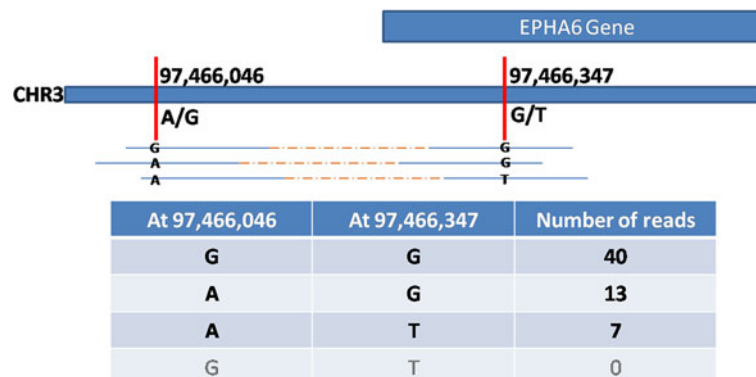 EPHA6 Gene
97,466,046 97,466,347
CHR3
A/G G/T
G G
A G
A T
At 97,466,046 At 97,466,347 Number of reads
G G 40
A G 13
A T 7
G T 0